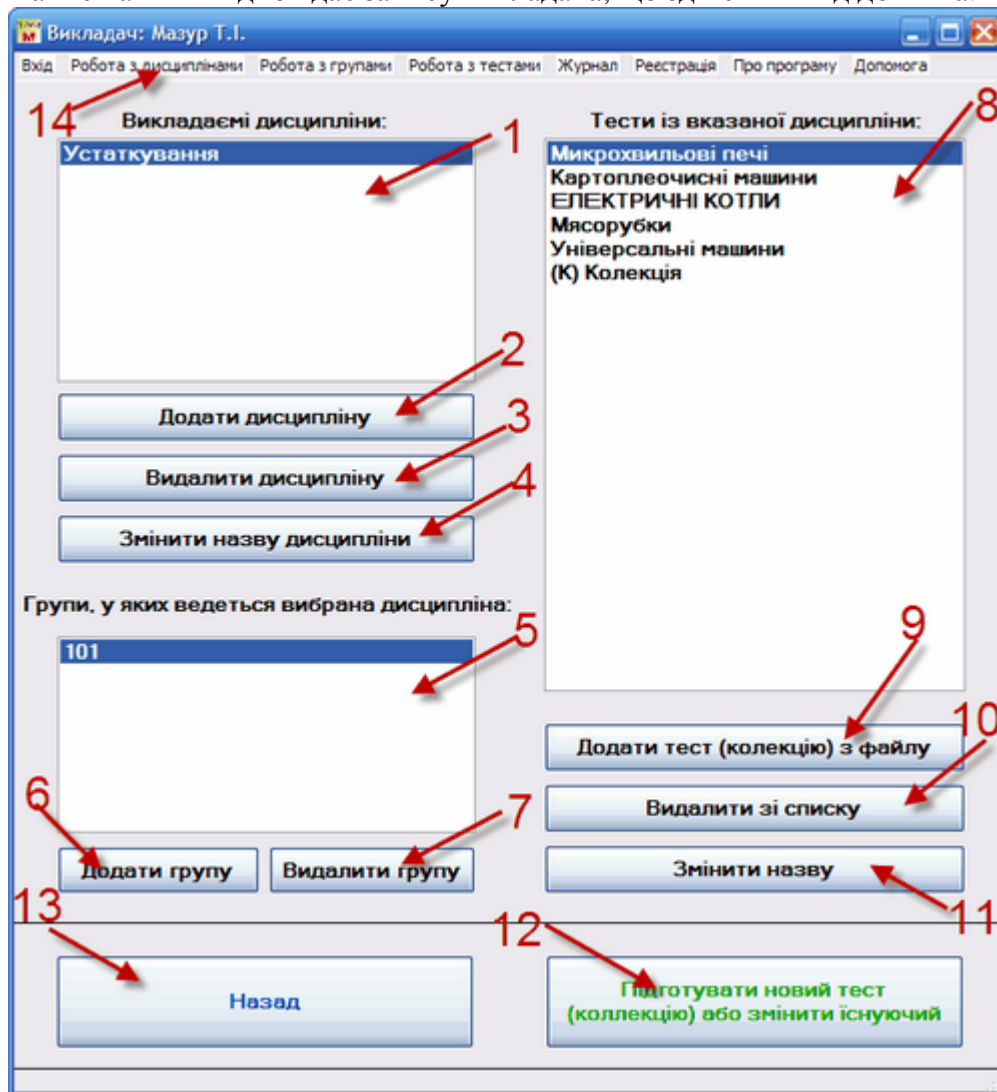 Викладач: Мазур Т.І.
Вхід Робота з дисциплінами Робота з групами Робота з тестами Журнал Реєстрація Про програму Допомога
14
Викладаємі дисципліни:
Тести із вказаної дисципліни:
8
Устаткування
1
Микрохвильові печі
Картоплеочисні машини
ЕЛЕКТРИЧНІ КОТЛИ
Мясорубки
Універсальні машини
(К) Колекція
2
Додати дисципліну
3
Видалити дисципліну
4
Змінити назву дисципліни
Групи, у яких ведеться вибрана дисципліна:
101
5
9
Додати тест (колекцію) з файлу
10
Видалити зі списку
6
7
Додати групу
Видалити групу
Змінити назву
11
13
12
Назад
Підготувати новий тест
(коллекцію) або змінити їснуючий